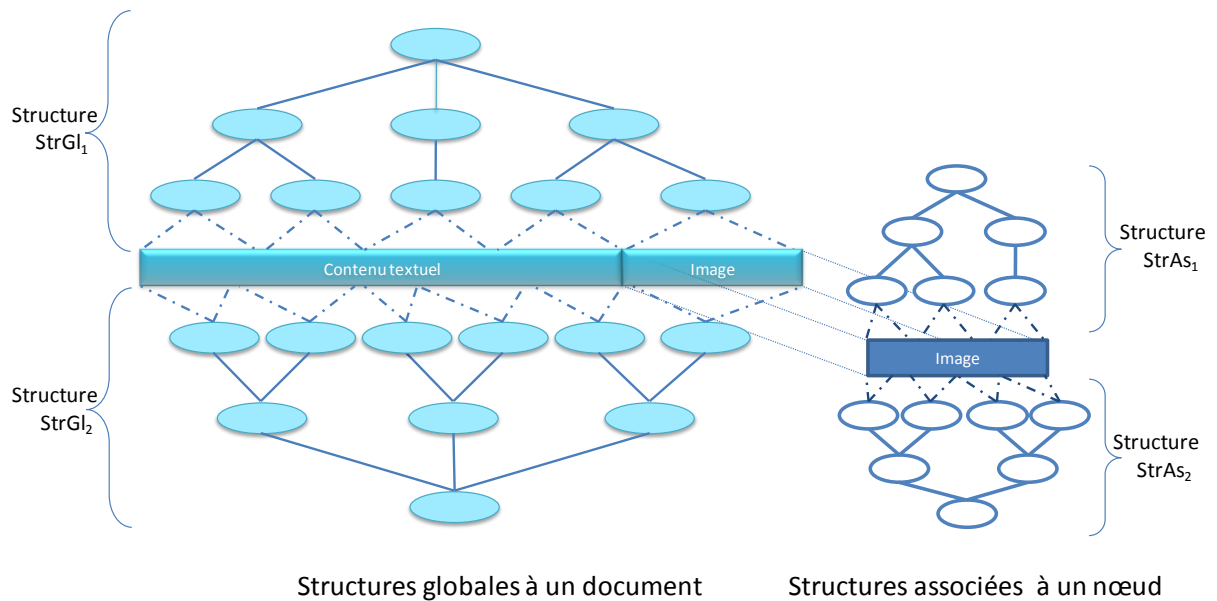 Structure
StrGl₁
Contenu textuel
Image
Structure
StrGl₂
Structure
StrAs₁
Image
Structure
StrAs₂
Structures globales à un document
Structures associées à un nœud